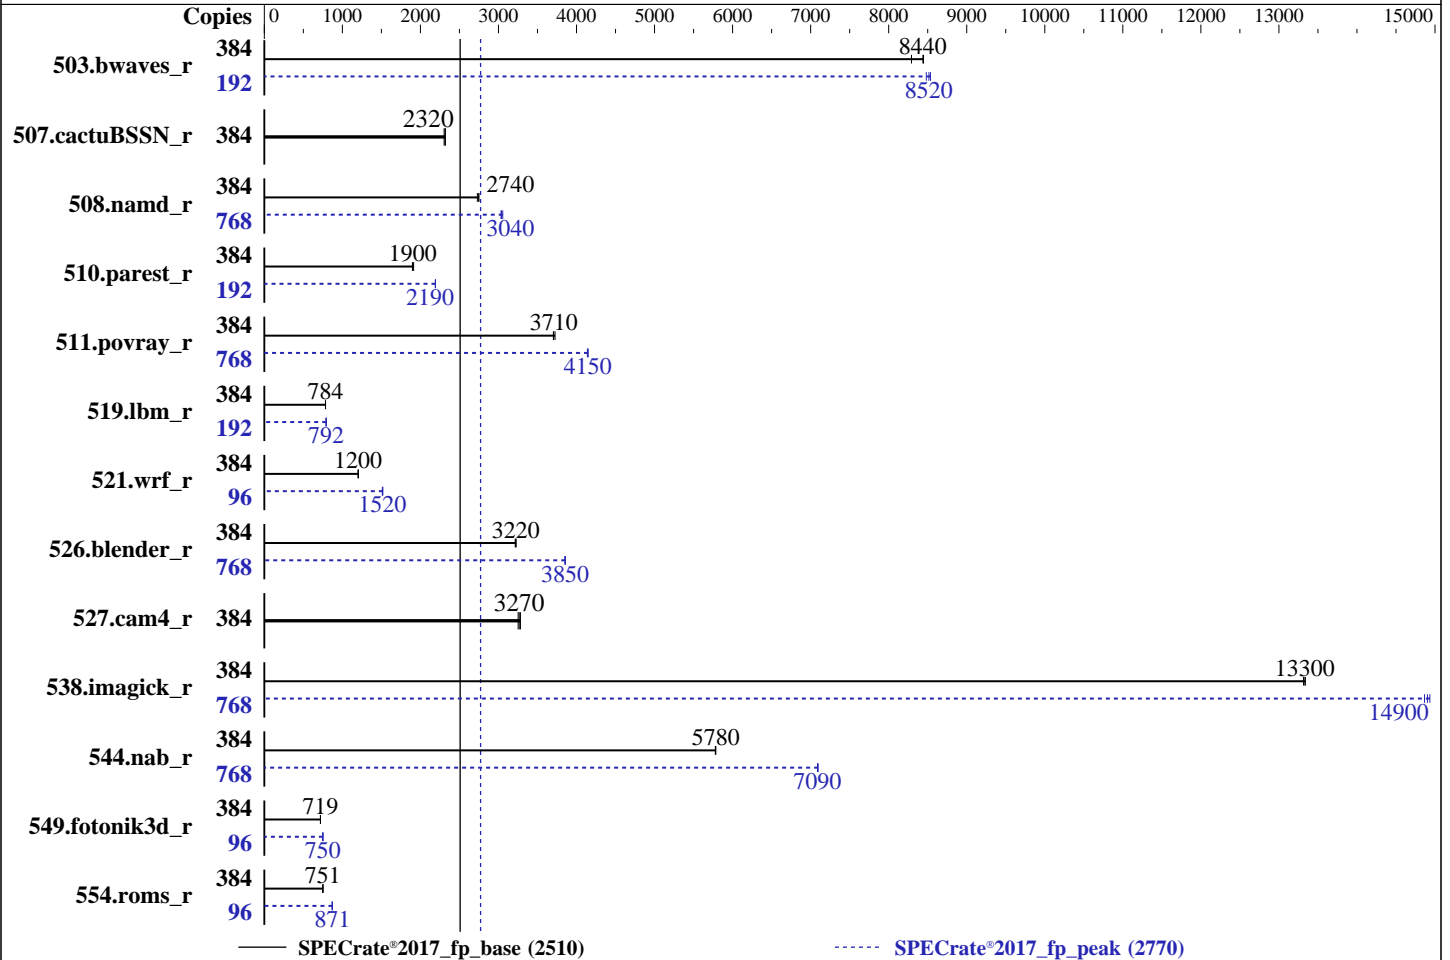 Copies 0 1000 2000 3000 4000 5000 6000 7000 8000 9000 10000 11000 12000 13000 15000
503.bwaves_r 384 8440
192 8520
507.cactuBSSN_r 384 2320
508.namd_r 384 2740
768 3040
510.parest_r 384 1900
192 2190
511.povray_r 384 3710
768 4150
519.lbm_r 384 784
192 792
521.wrf_r 384 1200
96 1520
526.blender_r 384 3220
768 3850
527.cam4_r 384 3270
538.imagick_r 384 13300
768 14900
544.nab_r 384 5780
768 7090
549.fotonik3d_r 384 719
96 750
554.roms_r 384 751
96 871
SPECrate®2017_fp_base (2510) SPECrate®2017_fp_peak (2770)